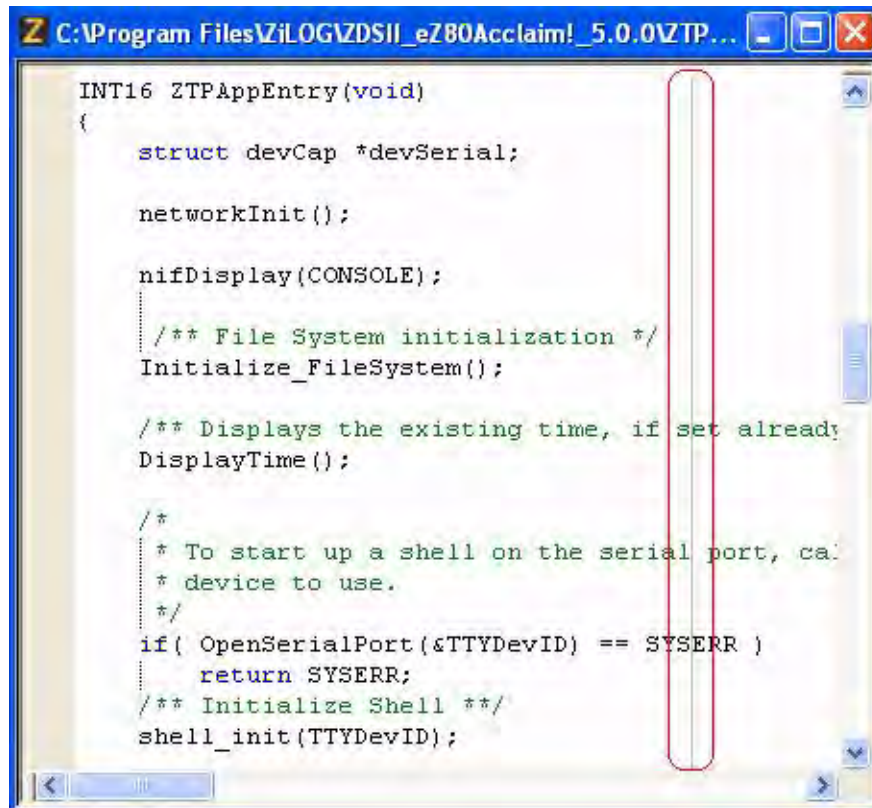 Z C:\Program Files\ZiLOG\ZDSII_eZ80Acclaim!_5.0.0\ZTP...
INT16 ZTPAppEntry(void)
{
struct devCap *devSerial;
networkInit();
nifDisplay(CONSOLE);
/** File System initialization */
Initialize_FileSystem();
/** Displays the existing time, if set already
DisplayTime();
/*
* To start up a shell on the serial port, cal
* device to use.
*/
if( OpenSerialPort(&TTYDevID) == SYSERR )
return SYSERR;
/** Initialize Shell **/
shell_init(TTYDevID);